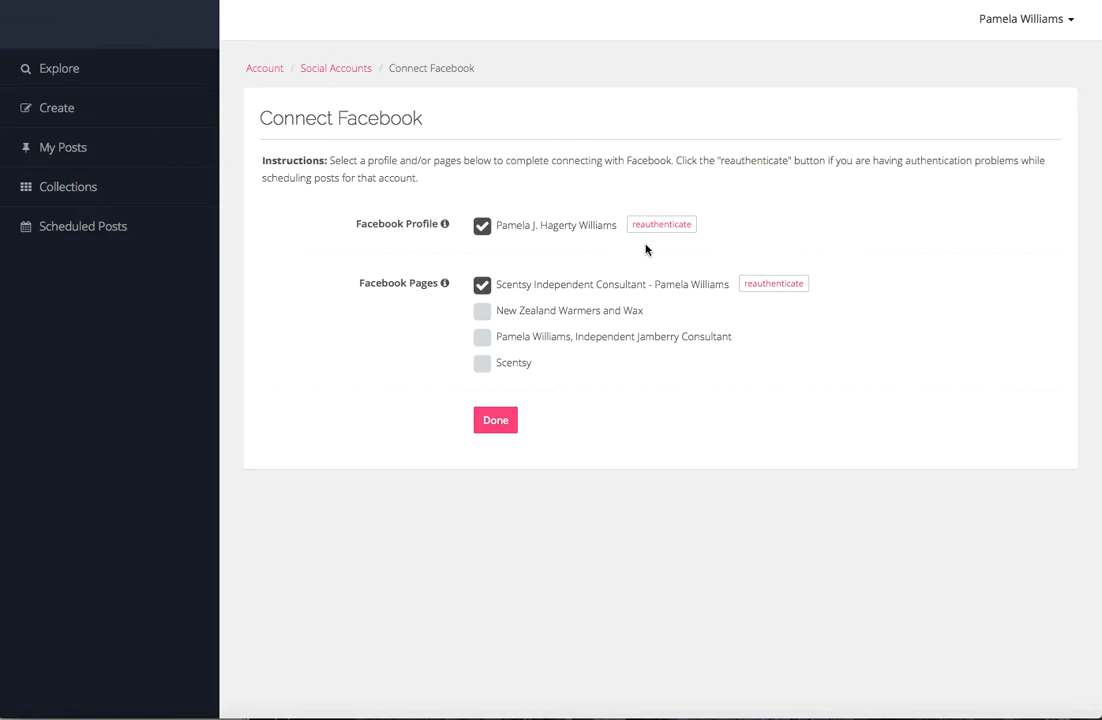 Pamela Williams
Explore
Create
My Posts
Collections
Scheduled Posts
Account / Social Accounts / Connect Facebook
Connect Facebook
Instructions: Select a profile and/or pages below to complete connecting with Facebook. Click the "reauthenticate" button if you are having authentication problems while
scheduling posts for that account.
Facebook Profile Pamela J. Hagerty Williams reauthenticate
Facebook Pages Scentsy Independent Consultant - Pamela Williams reauthenticate
New Zealand Warmers and Wax
Pamela Williams, Independent Jamberry Consultant
Scentsy
Done